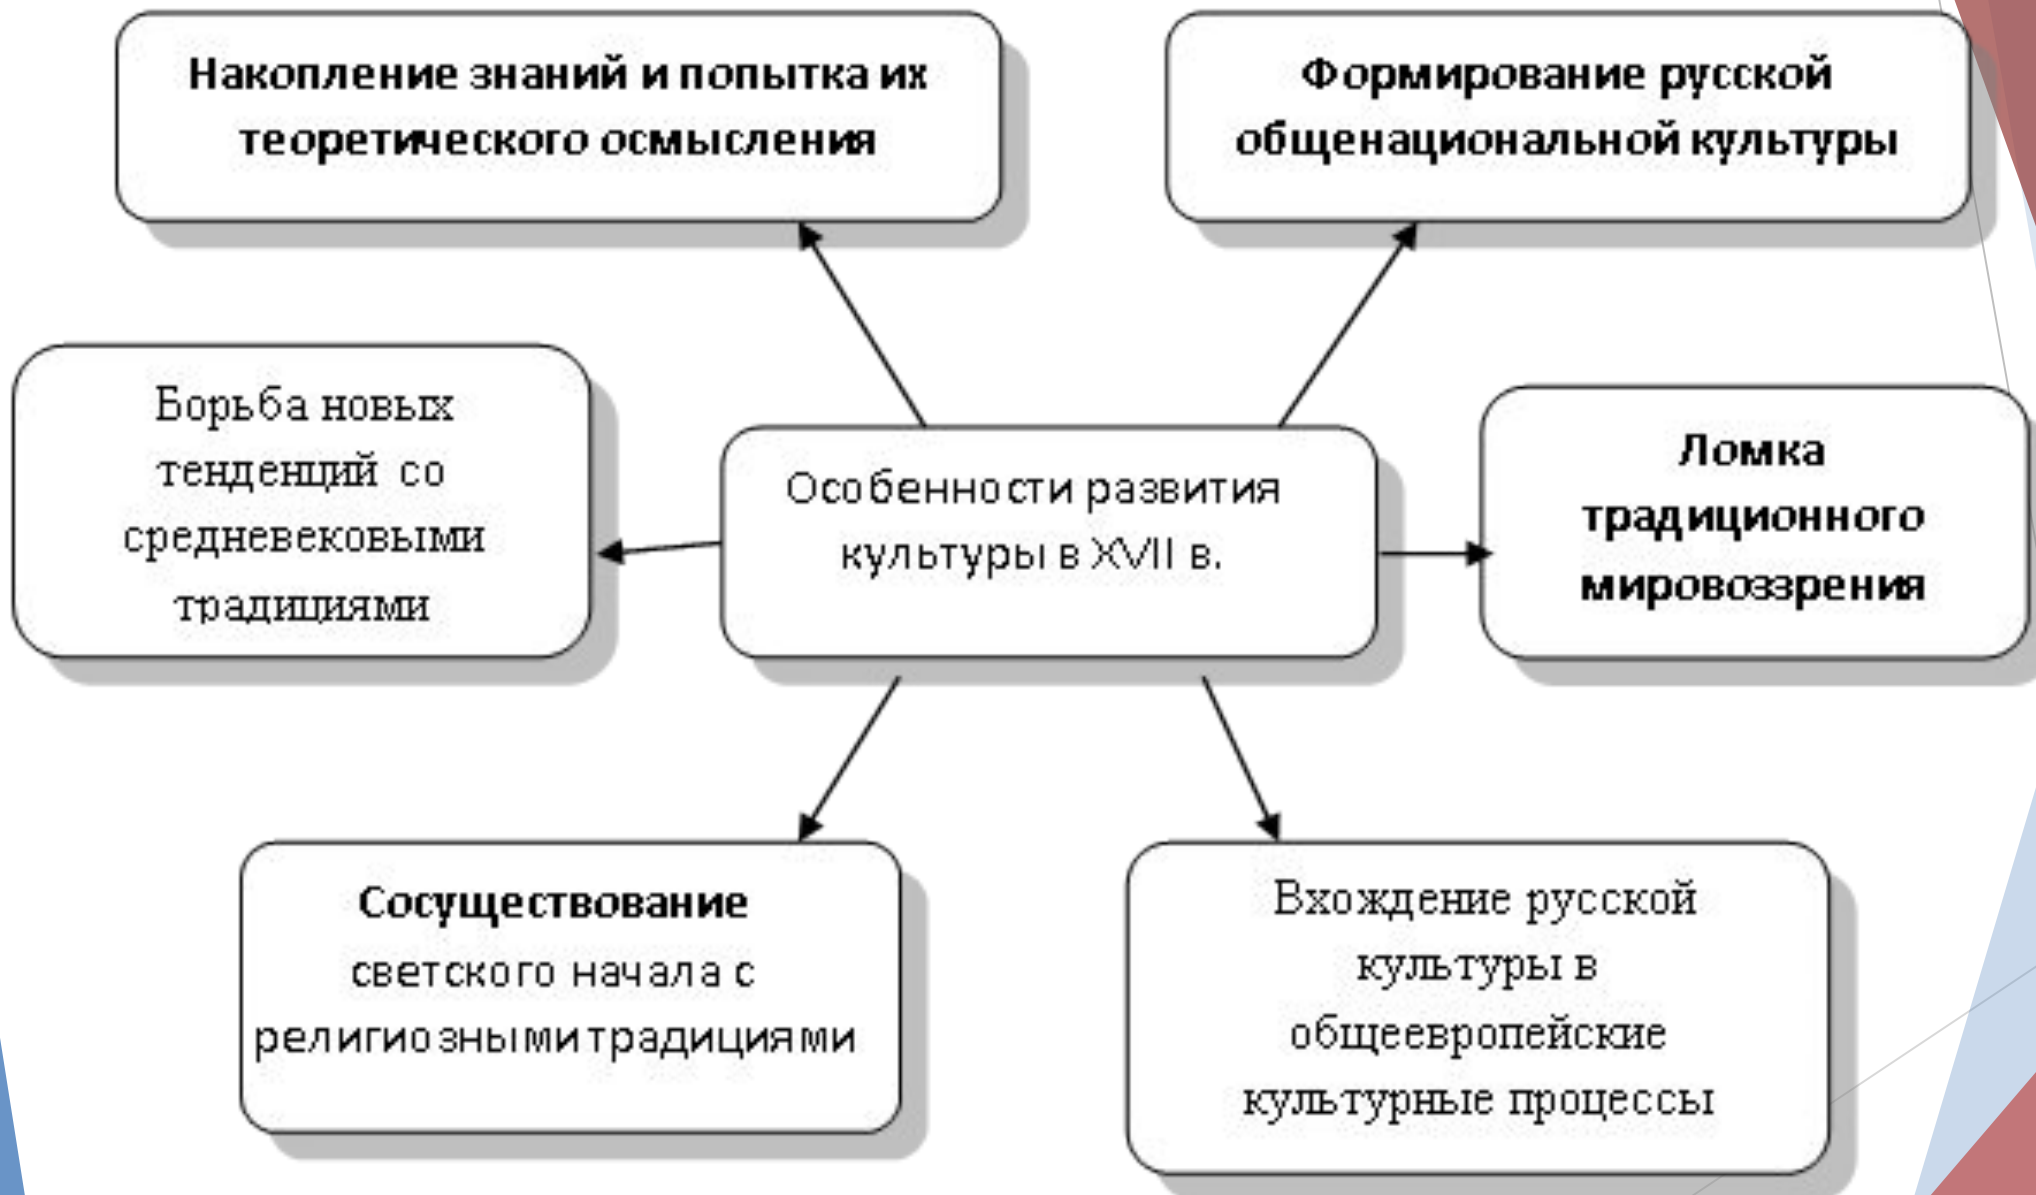 Накопление знаний и попытка их
теоретического осмысления
Формирование русской
общенациональной культуры
Борьба новых
тенденций со
средневековыми
традициями
Особенности развития
культуры в XVII в.
Ломка
традиционного
мировоззрения
Сосуществование
светского начала с
религиозными традициями
Вхождение русской
культуры в
общеевропейские
культурные процессы